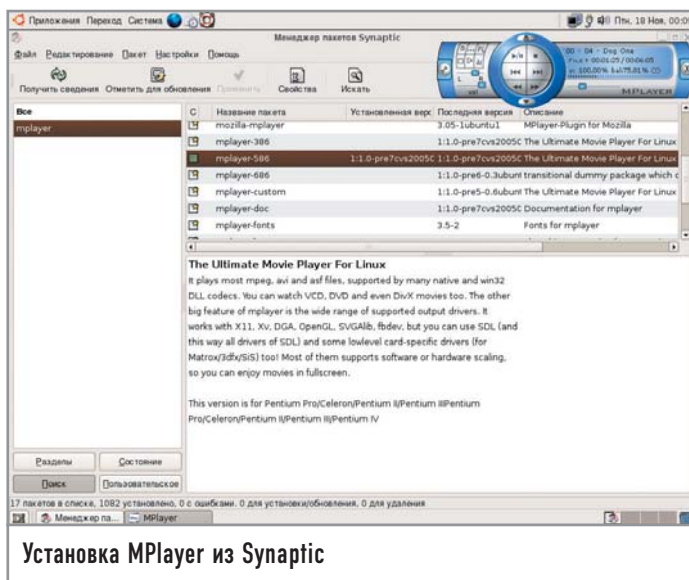 Приложения Переход Система Птн, 18 Ноя, 00:0
Менеджер пакетов Synaptic
Файл Редактирование Пакет Настройки Помощь
Получить сведения Отметить для обновления Применить Свойства Искать
00 - 04 - Dog One
100.00%
vol
MPLAYER
Все
mplayer
С Название пакета Установленная верс Последняя версия Описание
mozilla-mplayer 3.05-1ubuntu1 MPlayer-Plugin for Mozilla
mplayer-386 1:1.0-pre7cvs2005C The Ultimate Movie Player For Linux
mplayer-586 1:1.0-pre7cvs2005C 1:1.0-pre7cvs2005C The Ultimate Movie Player For Linux
mplayer-686 1:1.0-pre6-0.3ubunt transitional dummy package which c
mplayer-custom 1:1.0-pre5-0.6ubunt The Ultimate Movie Player For Linux
mplayer-doc 1:1.0-pre7cvs2005C Documentation for mplayer
mplayer-fonts 3.5-2 Fonts for mplayer
The Ultimate Movie Player For Linux
It plays most mpeg, avi and asf files, supported by many native and win32
DLL codecs. You can watch VCD, DVD and even DivX movies too. The other
big feature of mplayer is the wide range of supported output drivers. It
works with X11, Xv, DGA, OpenGL, SVGAlib, fbdev, but you can use SDL (and
this way all drivers of SDL) and some lowlevel card-specific drivers (for
Matrox/3dfx/SiS) too! Most of them supports software or hardware scaling,
so you can enjoy movies in fullscreen.
This version is for Pentium Pro/Celeron/Pentium II/Pentium IIIPentium
Pro/Celeron/Pentium II/Pentium III/Pentium IV
Разделы Состояние
Поиск Пользовательское
17 пакетов в списке, 1082 установлено, 0 с ошибками. 0 для установки/обновления, 0 для удаления
Менеджер па... MPlayer
Установка MPlayer из Synaptic